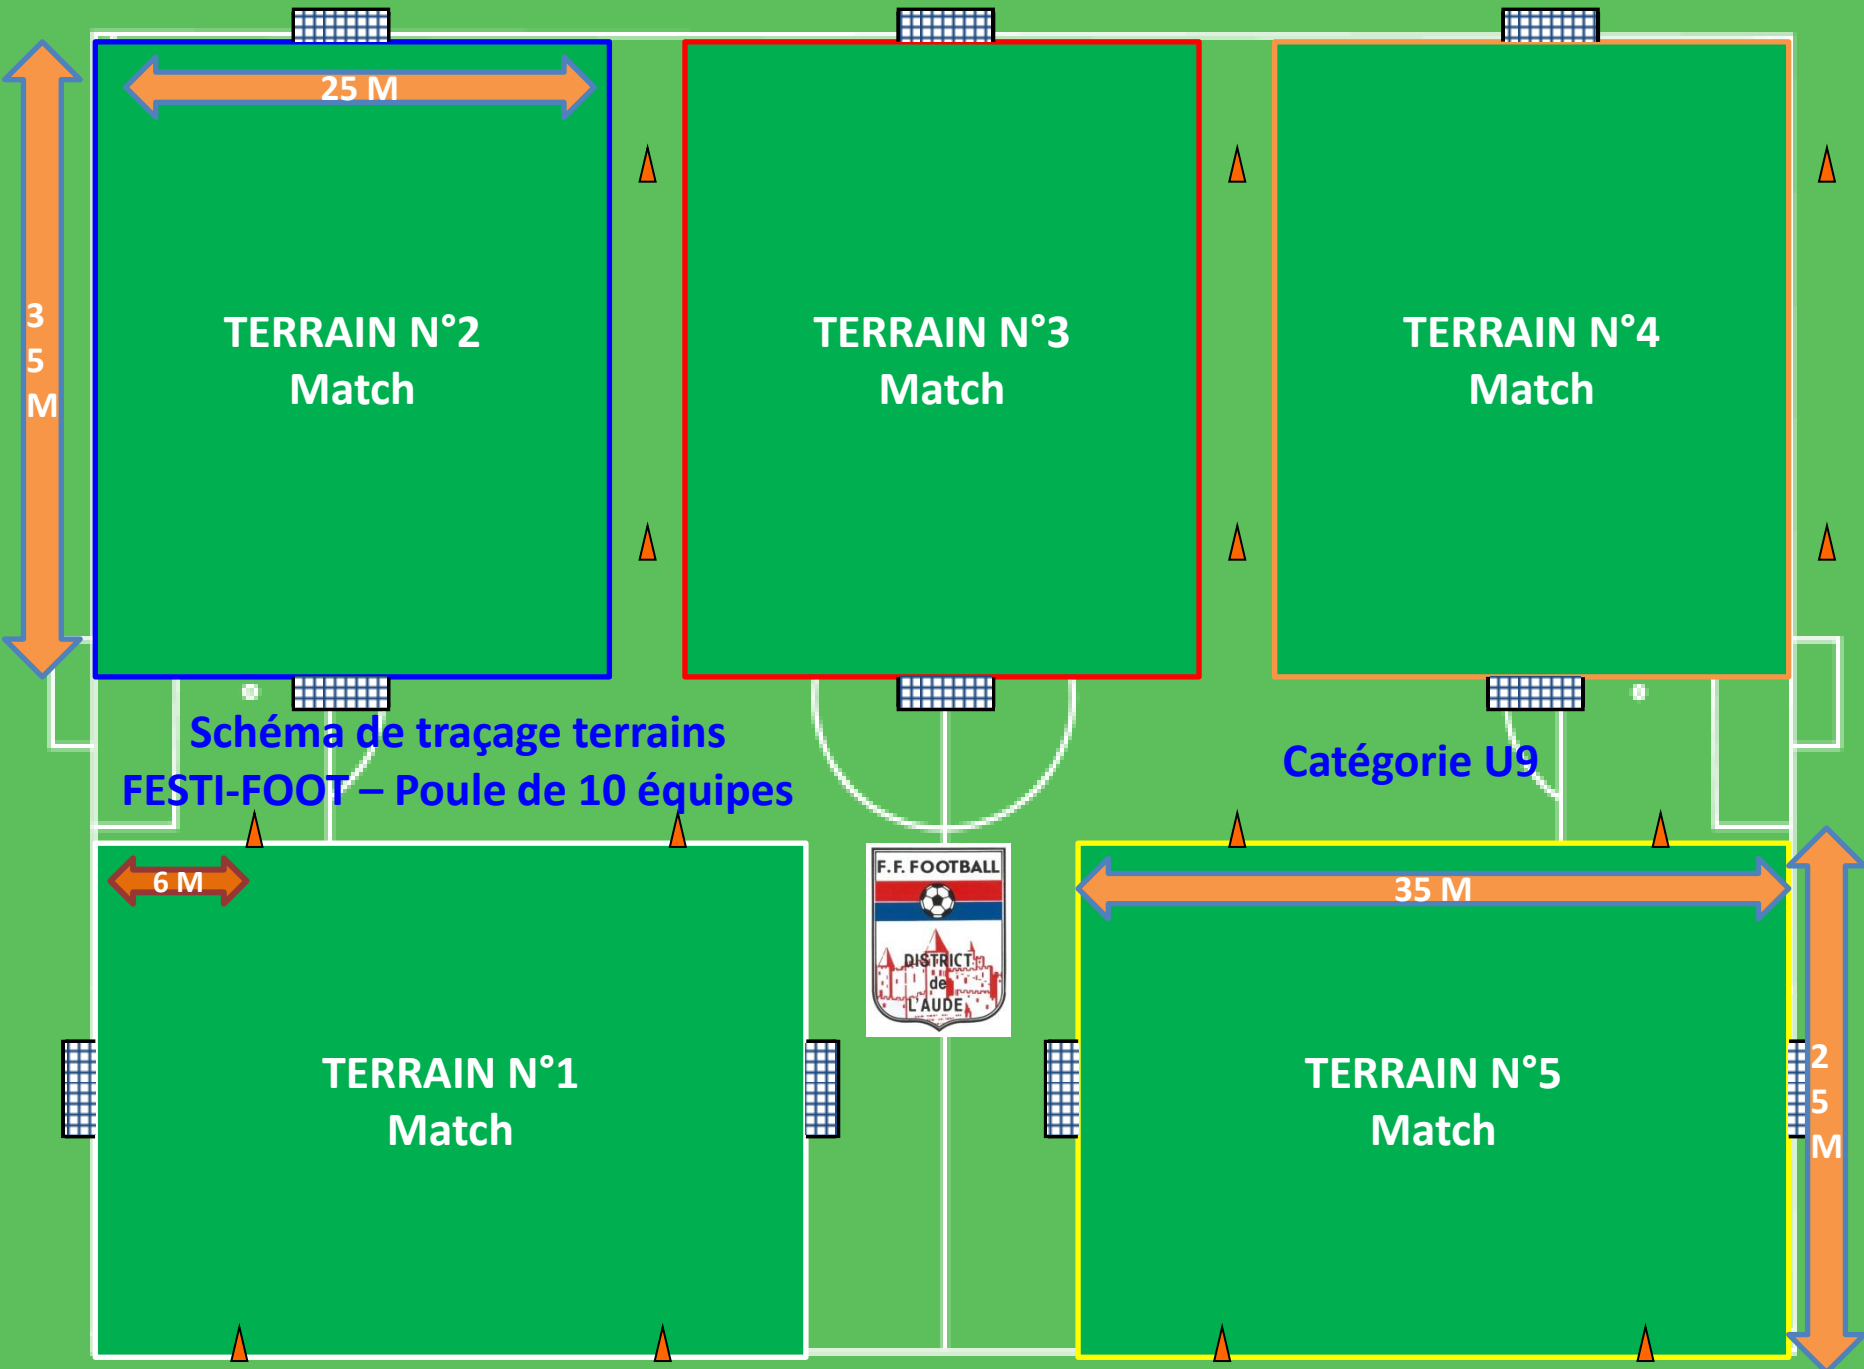 25 M
3
5
M
TERRAIN N°2
Match
TERRAIN N°3
Match
TERRAIN N°4
Match
Schéma de traçage terrains
FESTI-FOOT – Poule de 10 équipes
Catégorie U9
6 M
F.F. FOOTBALL
DISTRICT
de
L'AUDE
35 M
TERRAIN N°1
Match
TERRAIN N°5
Match
2
5
M